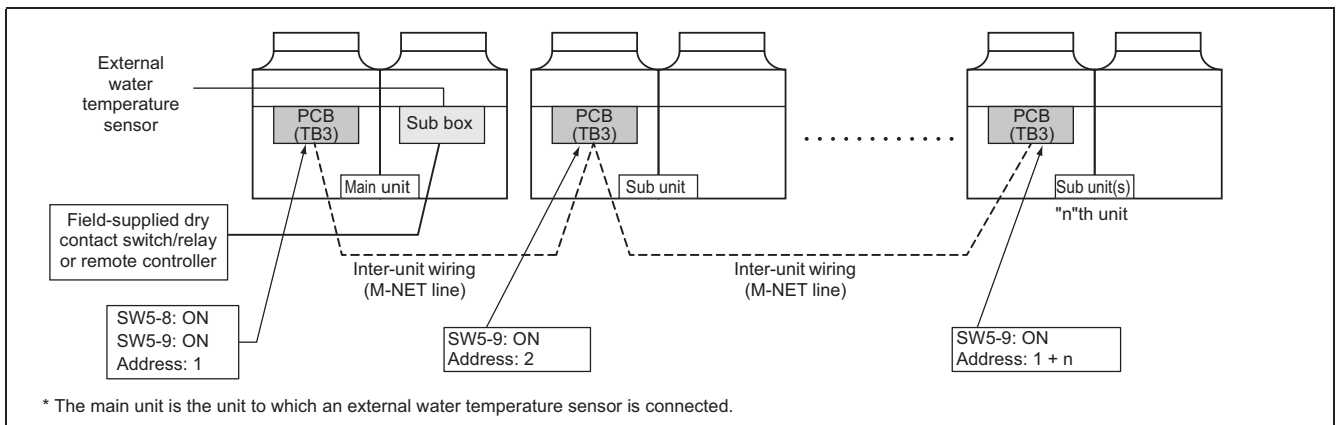 External
water
temperature
sensor
PCB
(TB3)
Sub box
Main unit
PCB
(TB3)
Sub unit
PCB
(TB3)
Sub unit(s)
"n"th unit
Field-supplied dry
contact switch/relay
or remote controller
Inter-unit wiring
(M-NET line)
Inter-unit wiring
(M-NET line)
SW5-8: ON
SW5-9: ON
Address: 1
SW5-9: ON
Address: 2
SW5-9: ON
Address: 1 + n
* The main unit is the unit to which an external water temperature sensor is connected.